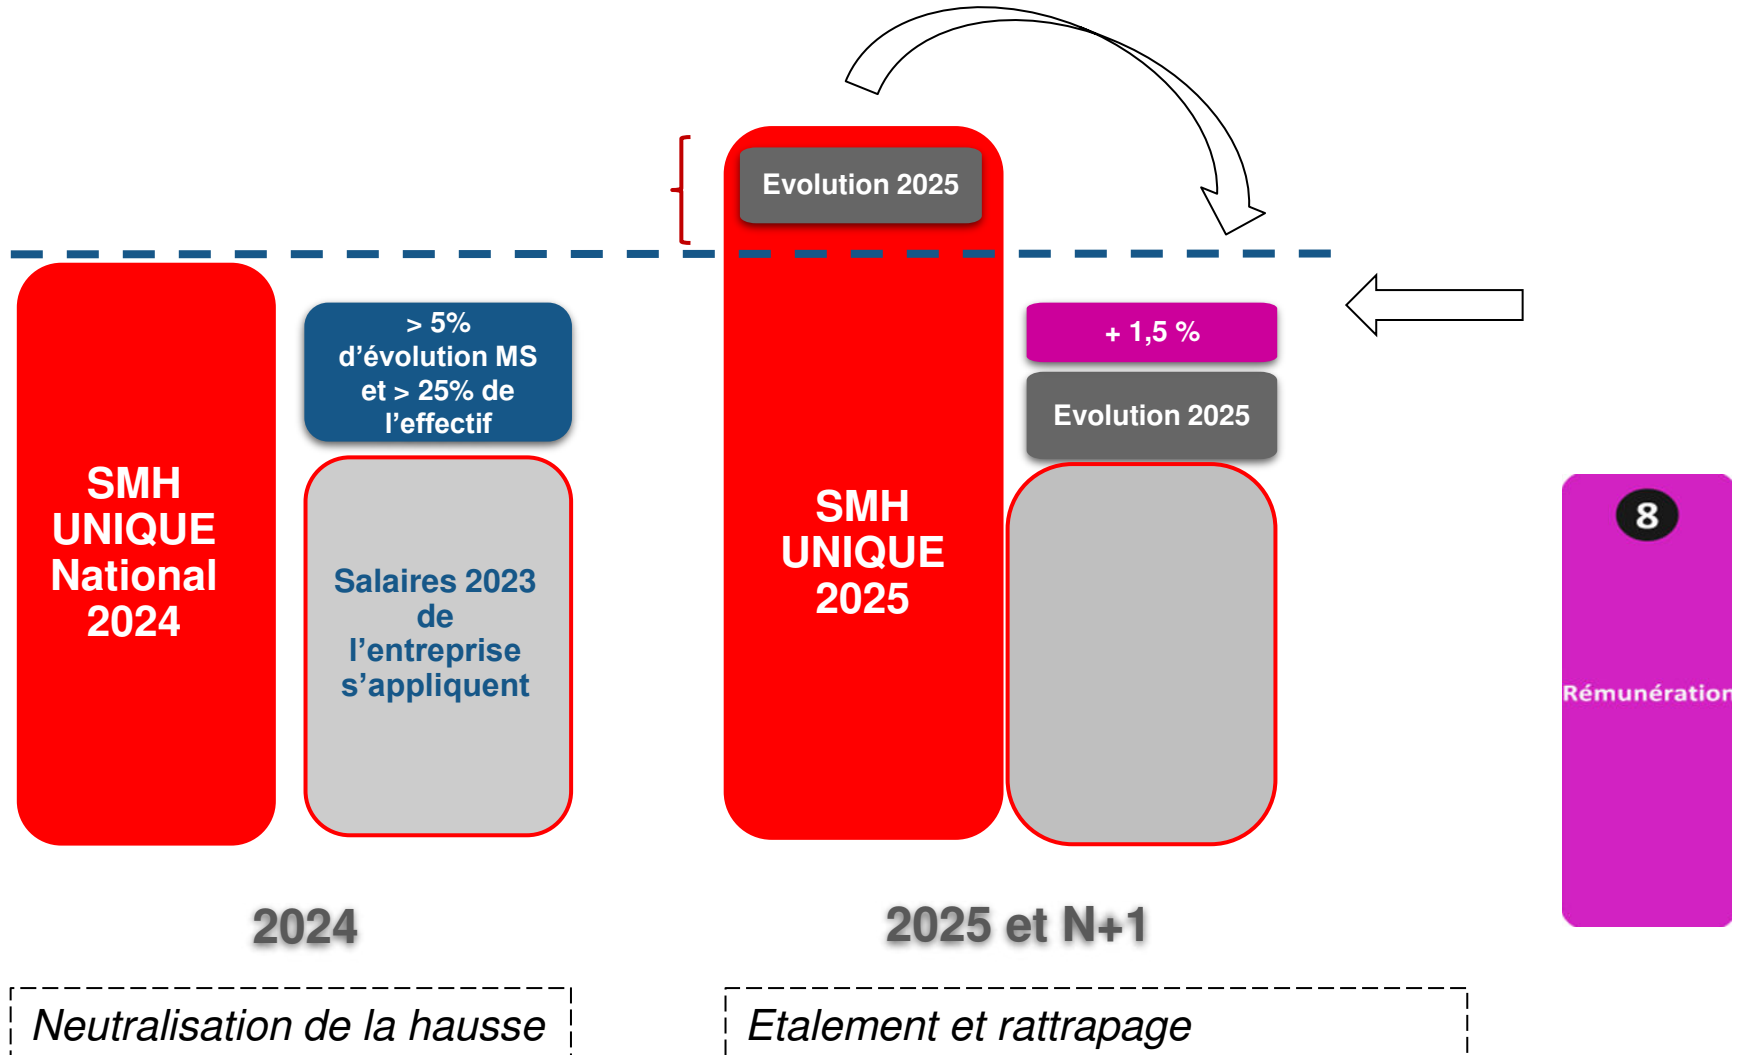 Evolution 2025
> 5%
d’évolution MS
et > 25% de
l’effectif
+ 1,5 %
Evolution 2025
SMH
UNIQUE
National
2024
Salaires 2023
de
l’entreprise
s’appliquent
SMH
UNIQUE
2025
8
Rémunération
2024
2025 et N+1
Neutralisation de la hausse
Etalement et rattrapage